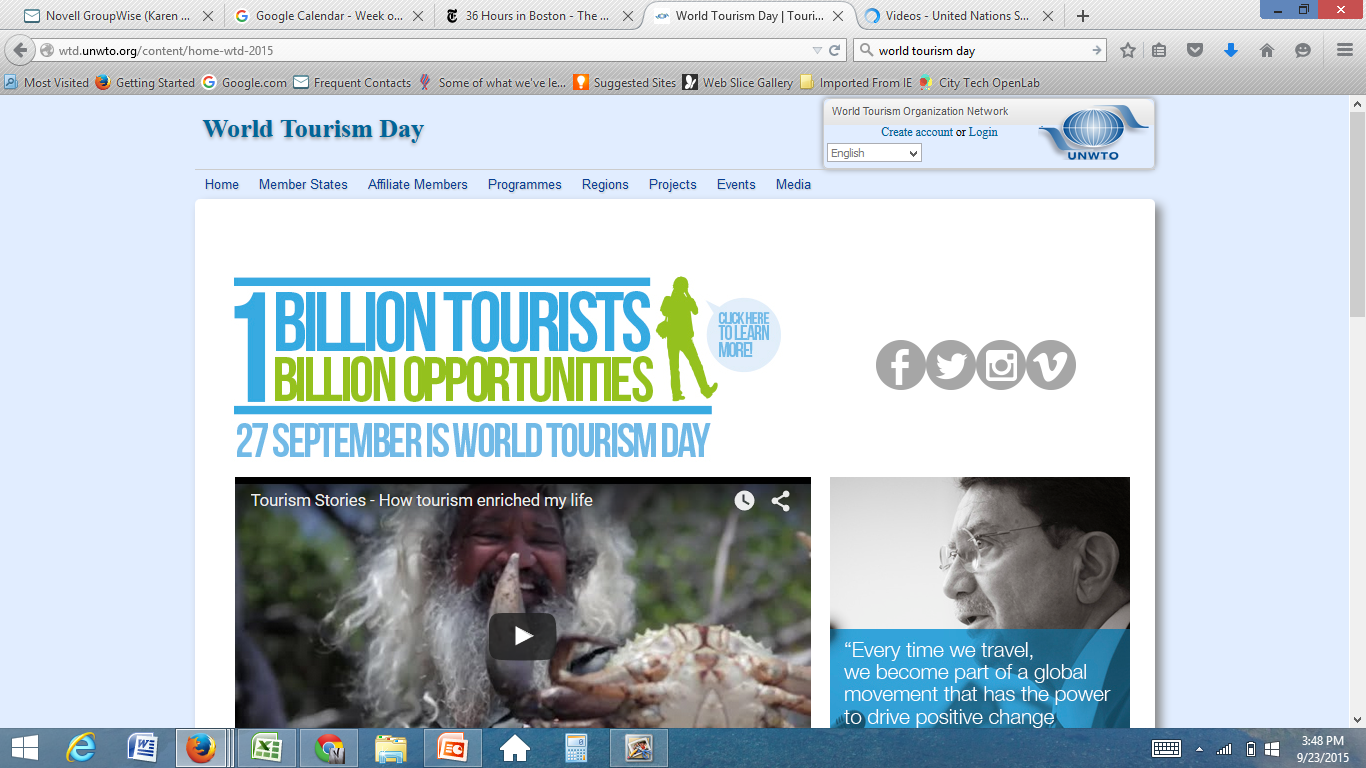 Novell GroupWise (Karen ...
Google Calendar - Week o...
36 Hours in Boston - The ...
World Tourism Day | Touri...
Videos - United Nations S...
wtd.unwto.org/content/home-wtd-2015
world tourism day
Most Visited
Getting Started
Google.com
Frequent Contacts
Some of what we've le...
Suggested Sites
Web Slice Gallery
Imported From IE
City Tech OpenLab
World Tourism Day
World Tourism Organization Network
Create account or Login
English
UNWTO
Home
Member States
Affiliate Members
Programmes
Regions
Projects
Events
Media
1 BILLION TOURISTS
BILLION OPPORTUNITIES
CLICK HERE
TO LEARN
MORE!
27 SEPTEMBER IS WORLD TOURISM DAY
Tourism Stories - How tourism enriched my life
“Every time we travel,
we become part of a global
movement that has the power
to drive positive change
3:48 PM
9/23/2015